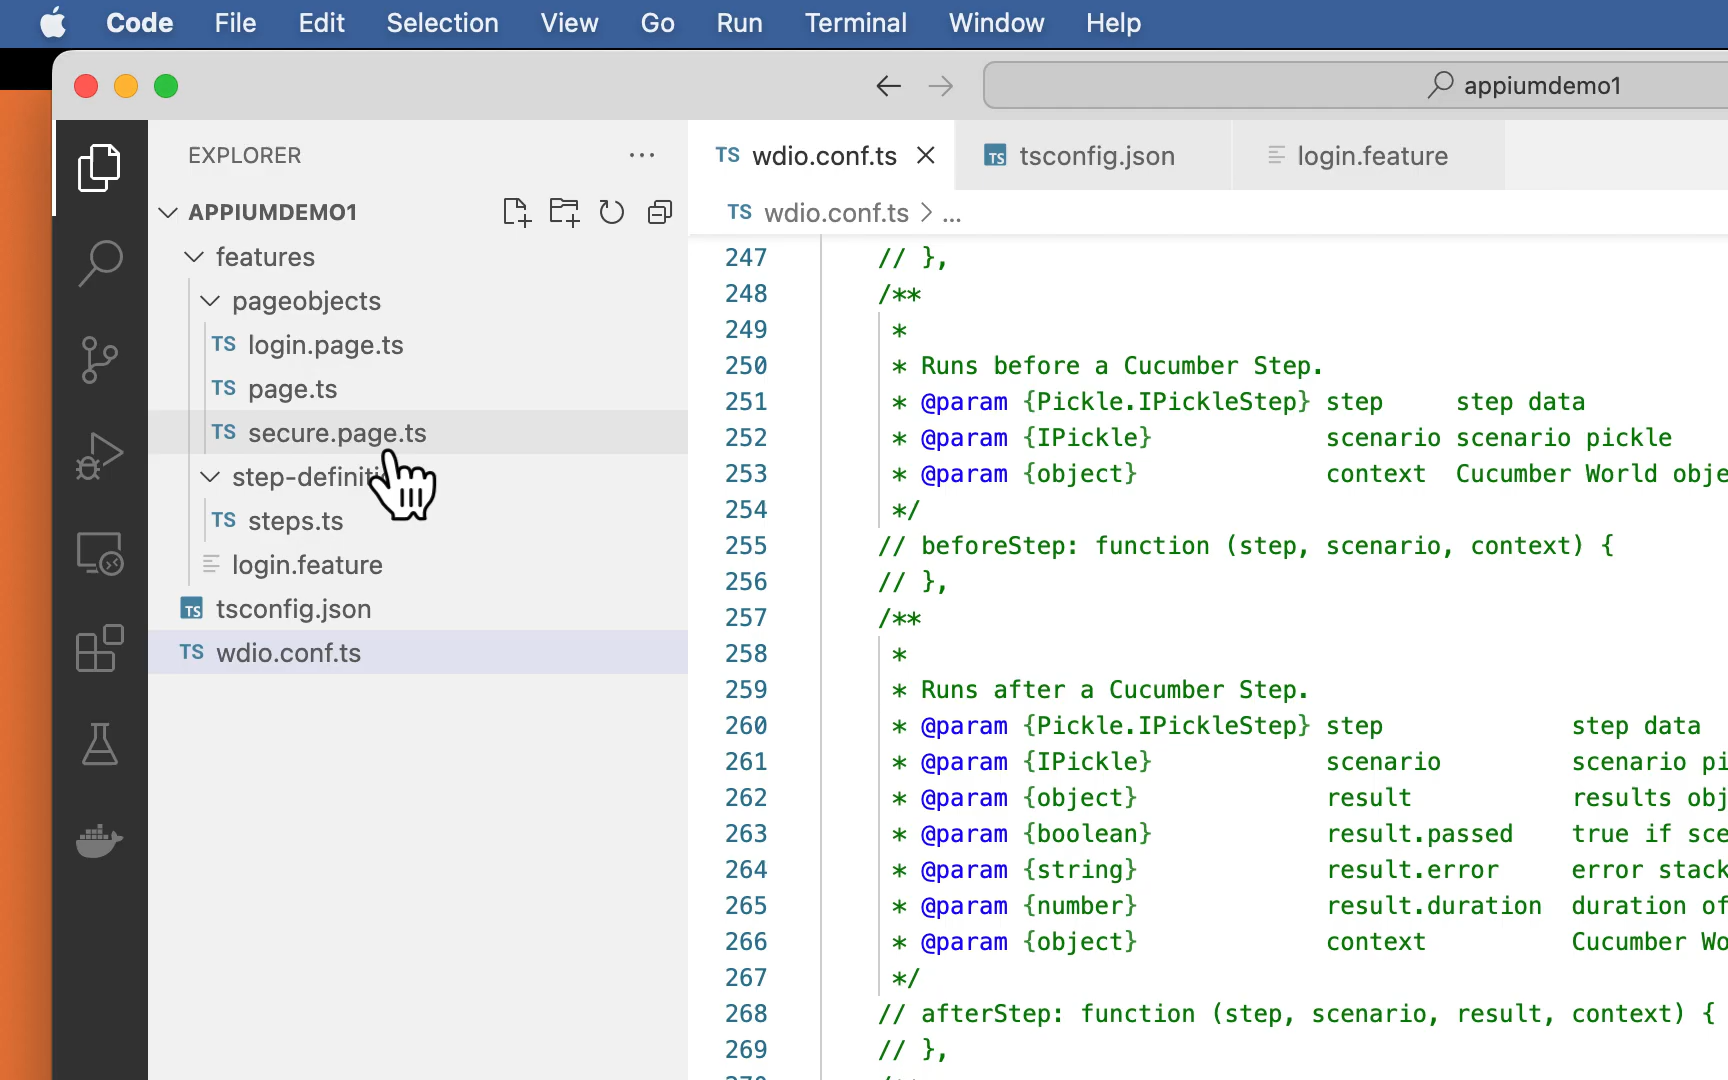 Code File Edit Selection View Go Run Terminal Window Help
appiumdemo1
EXPLORER
APPIUMDEMO1
features
pageobjects
TS login.page.ts
TS page.ts
TS secure.page.ts
step-definiti
TS steps.ts
login.feature
TS tsconfig.json
TS wdio.conf.ts
TS wdio.conf.ts
TS tsconfig.json
login.feature
TS wdio.conf.ts > ...
247 // },
248 /**
249 *
250 * Runs before a Cucumber Step.
251 * @param {Pickle.IPickleStep} step step data
252 * @param {IPickle} scenario scenario pickle
253 * @param {object} context Cucumber World obje
254 */
255 // beforeStep: function (step, scenario, context) {
256 // },
257 /**
258 *
259 * Runs after a Cucumber Step.
260 * @param {Pickle.IPickleStep} step step data
261 * @param {IPickle} scenario scenario pi
262 * @param {object} result results obj
263 * @param {boolean} result.passed true if sce
264 * @param {string} result.error error stack
265 * @param {number} result.duration duration of
266 * @param {object} context Cucumber Wo
267 */
268 // afterStep: function (step, scenario, result, context) {
269 // },